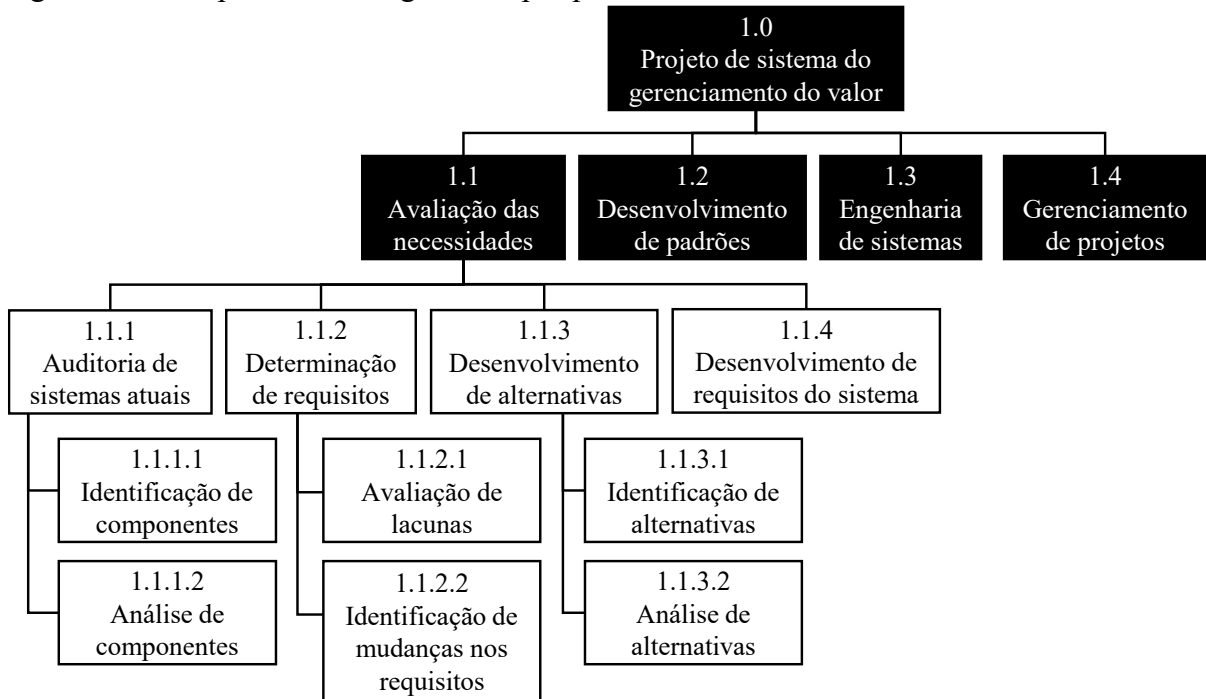 1.0
Projeto de sistema do
gerenciamento do valor
1.1
Avaliação das
necessidades
1.2
Desenvolvimento
de padrões
1.3
Engenharia
de sistemas
1.4
Gerenciamento
de projetos
1.1.1
Auditoria de
sistemas atuais
1.1.2
Determinação
de requisitos
1.1.3
Desenvolvimento
de alternativas
1.1.4
Desenvolvimento de
requisitos do sistema
1.1.1.1
Identificação de
componentes
1.1.2.1
Avaliação de
lacunas
1.1.3.1
Identificação de
alternativas
1.1.1.2
Análise de
componentes
1.1.2.2
Identificação de
mudanças nos
requisitos
1.1.3.2
Análise de
alternativas